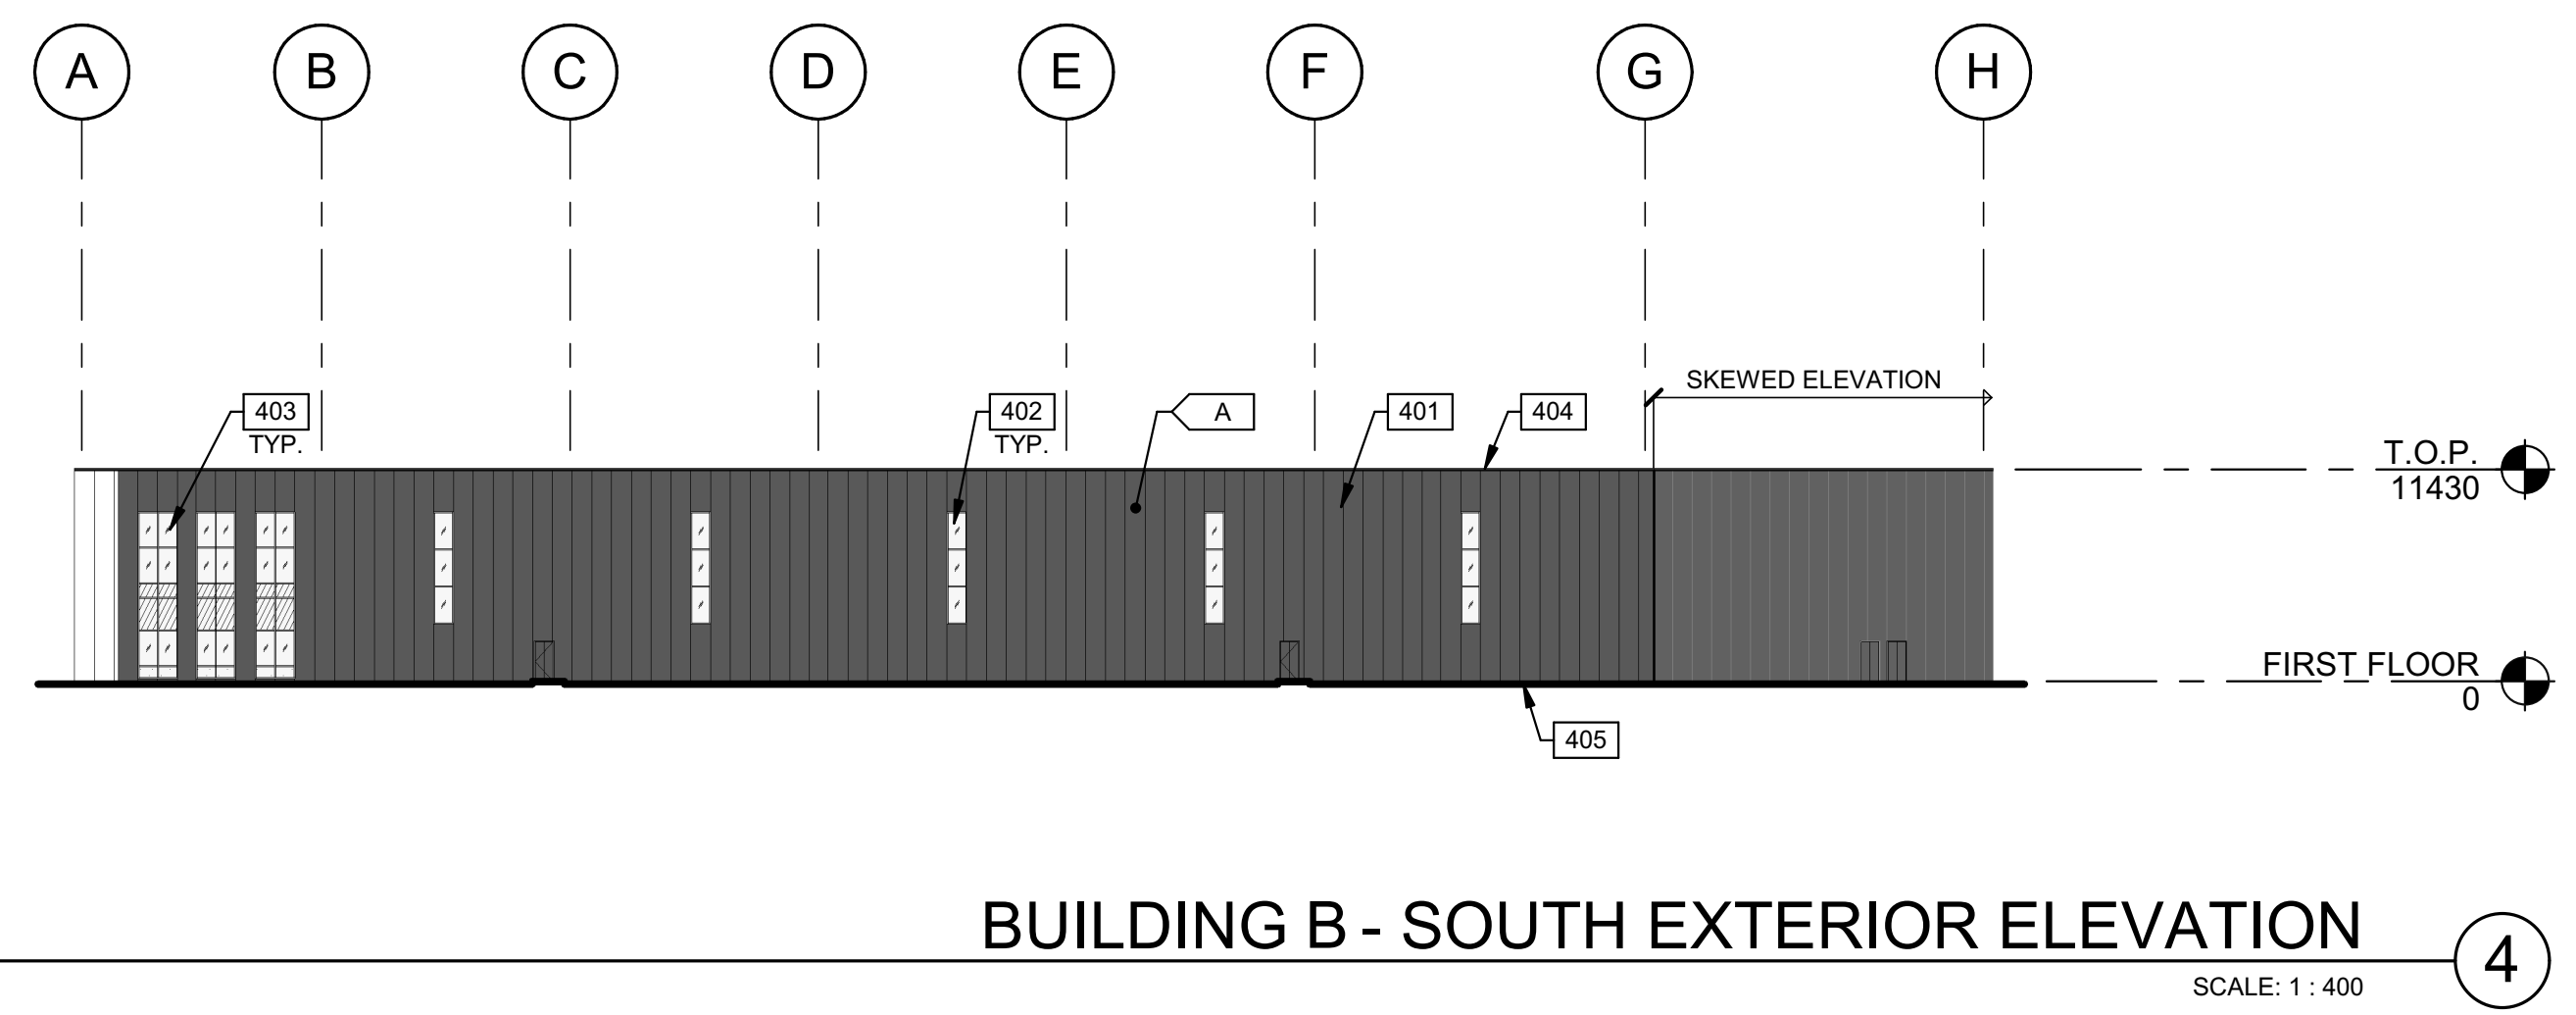 A B C D E F G H
SKEWED ELEVATION
403 402 A 401 404
TYP. TYP.
T.O.P.
11430
FIRST FLOOR
0
405
BUILDING B - SOUTH EXTERIOR ELEVATION
4
SCALE: 1 : 400